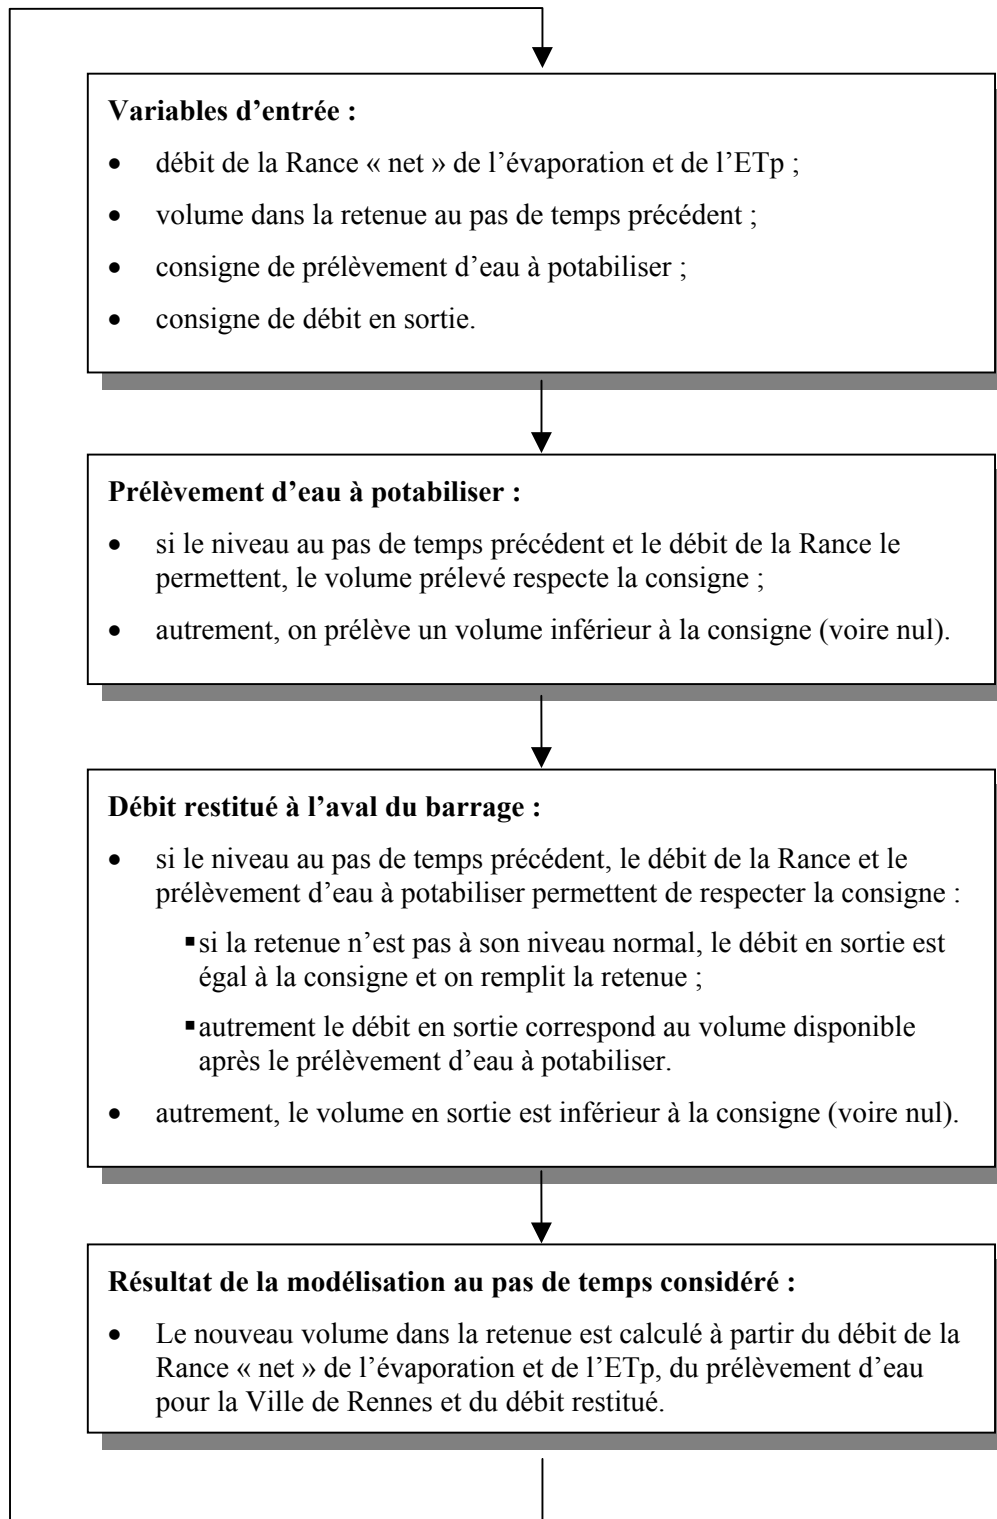 Variables d’entrée :
• débit de la Rance « net » de l’évaporation et de l’ETp ;
• volume dans la retenue au pas de temps précédent ;
• consigne de prélèvement d’eau à potabiliser ;
• consigne de débit en sortie.
Prélèvement d’eau à potabiliser :
• si le niveau au pas de temps précédent et le débit de la Rance le
permettent, le volume prélevé respecte la consigne ;
• autrement, on prélève un volume inférieur à la consigne (voire nul).
Débit restitué à l’aval du barrage :
• si le niveau au pas de temps précédent, le débit de la Rance et le
prélèvement d’eau à potabiliser permettent de respecter la consigne :
▪si la retenue n’est pas à son niveau normal, le débit en sortie est
égal à la consigne et on remplit la retenue ;
▪autrement le débit en sortie correspond au volume disponible
après le prélèvement d’eau à potabiliser.
• autrement, le volume en sortie est inférieur à la consigne (voire nul).
Résultat de la modélisation au pas de temps considéré :
• Le nouveau volume dans la retenue est calculé à partir du débit de la
Rance « net » de l’évaporation et de l’ETp, du prélèvement d’eau
pour la Ville de Rennes et du débit restitué.